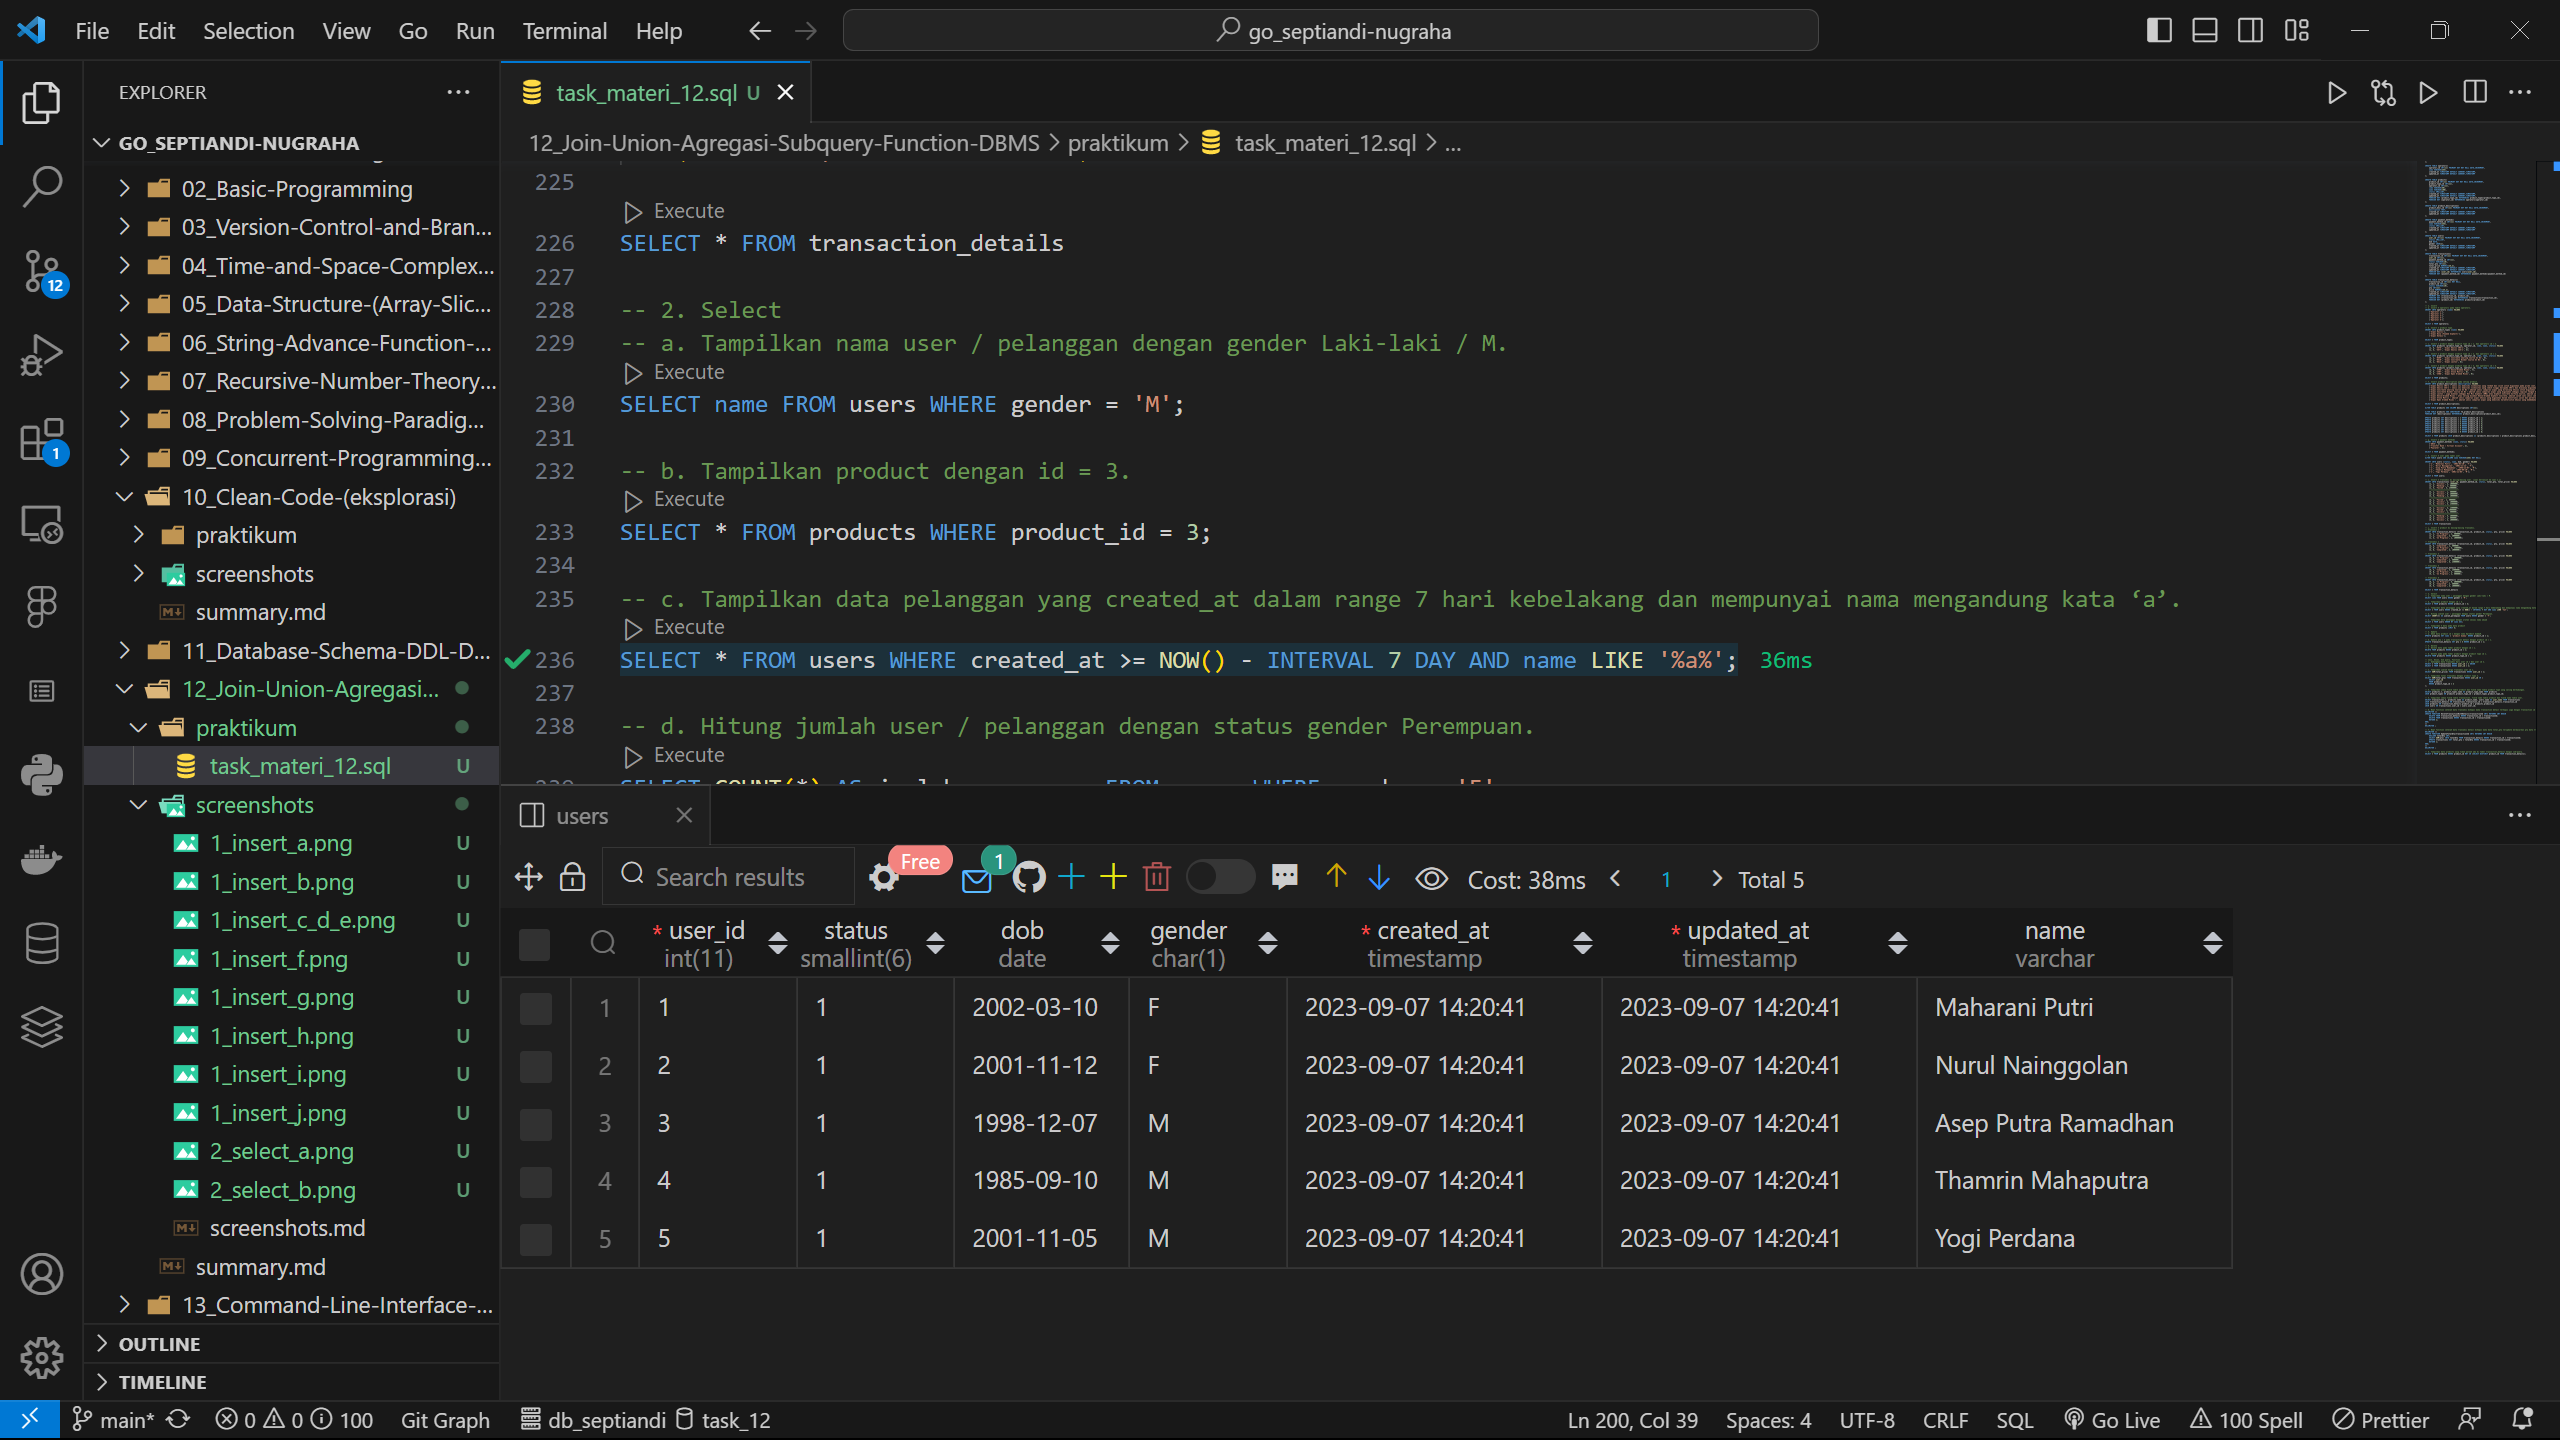 File Edit Selection View Go Run Terminal Help
go_septiandi-nugraha
EXPLORER
GO_SEPTIANDI-NUGRAHA
02_Basic-Programming
03_Version-Control-and-Bran...
04_Time-and-Space-Complex...
05_Data-Structure-(Array-Slic...
06_String-Advance-Function-...
07_Recursive-Number-Theory...
08_Problem-Solving-Paradig...
09_Concurrent-Programming...
10_Clean-Code-(eksplorasi)
praktikum
screenshots
summary.md
11_Database-Schema-DDL-D...
12_Join-Union-Agregasi...
praktikum
task_materi_12.sql U
screenshots
1_insert_a.png U
1_insert_b.png U
1_insert_c_d_e.png U
1_insert_f.png U
1_insert_g.png U
1_insert_h.png U
1_insert_i.png U
1_insert_j.png U
2_select_a.png U
2_select_b.png U
screenshots.md
summary.md
13_Command-Line-Interface-...
OUTLINE
TIMELINE
12
1
task_materi_12.sql U
12_Join-Union-Agregasi-Subquery-Function-DBMS > praktikum > task_materi_12.sql > ...
225
Execute
226 SELECT * FROM transaction_details
227
228 -- 2. Select
229 -- a. Tampilkan nama user / pelanggan dengan gender Laki-laki / M.
Execute
230 SELECT name FROM users WHERE gender = 'M';
231
232 -- b. Tampilkan product dengan id = 3.
Execute
233 SELECT * FROM products WHERE product_id = 3;
234
235 -- c. Tampilkan data pelanggan yang created_at dalam range 7 hari kebelakang dan mempunyai nama mengandung kata ‘a’.
Execute
236 SELECT * FROM users WHERE created_at >= NOW() - INTERVAL 7 DAY AND name LIKE '%a%'; 36ms
237
238 -- d. Hitung jumlah user / pelanggan dengan status gender Perempuan.
Execute
users
Search results Free 1 Cost: 38ms 1 Total 5
* user_id status dob gender * created_at * updated_at name
int(11) smallint(6) date char(1) timestamp timestamp varchar
1 1 1 2002-03-10 F 2023-09-07 14:20:41 2023-09-07 14:20:41 Maharani Putri
2 2 1 2001-11-12 F 2023-09-07 14:20:41 2023-09-07 14:20:41 Nurul Nainggolan
3 3 1 1998-12-07 M 2023-09-07 14:20:41 2023-09-07 14:20:41 Asep Putra Ramadhan
4 4 1 1985-09-10 M 2023-09-07 14:20:41 2023-09-07 14:20:41 Thamrin Mahaputra
5 5 1 2001-11-05 M 2023-09-07 14:20:41 2023-09-07 14:20:41 Yogi Perdana
main* 0 0 100 Git Graph db_septiandi task_12 Ln 200, Col 39 Spaces: 4 UTF-8 CRLF SQL Go Live 100 Spell Prettier